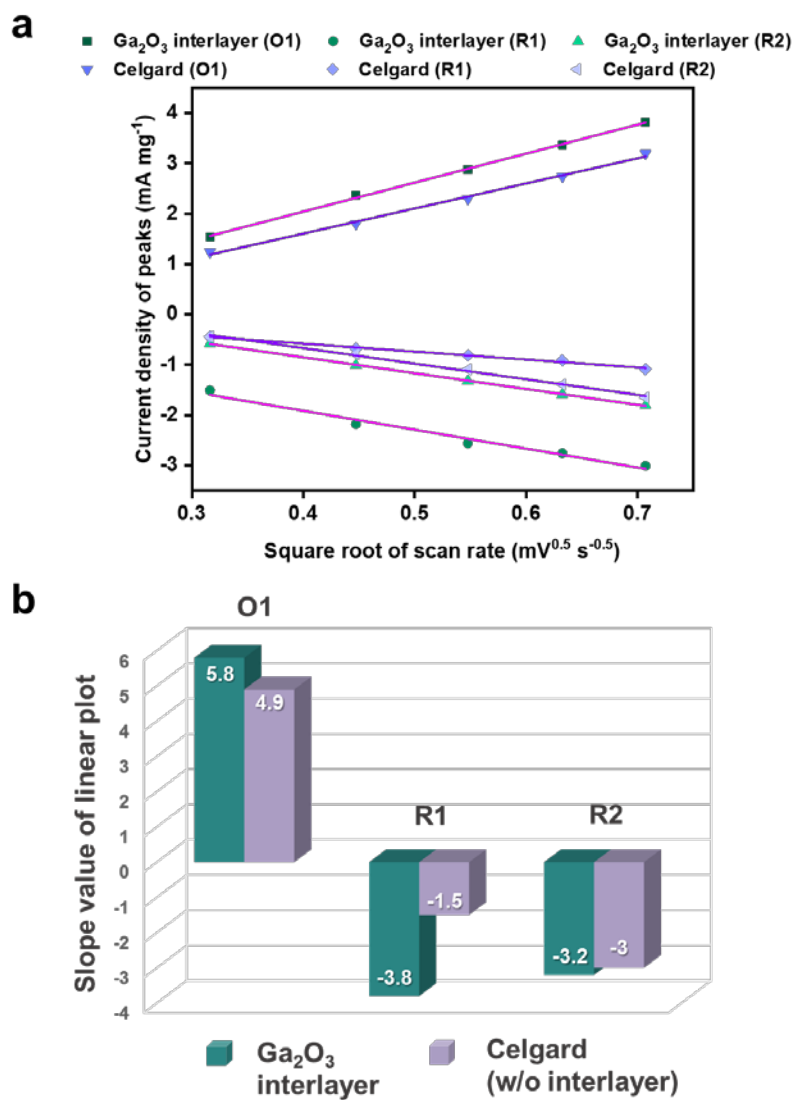 a
Ga₂O₃ interlayer (O1) Ga₂O₃ interlayer (R1) Ga₂O₃ interlayer (R2)
Celgard (O1) Celgard (R1) Celgard (R2)
Current density of peaks (mA mg⁻¹)
4
3
2
1
0
-1
-2
-3
0.3 0.4 0.5 0.6 0.7
Square root of scan rate (mV⁰·⁵ s⁻⁰·⁵)
b
O1
R1
R2
Slope value of linear plot
6
5
4
3
2
1
0
-1
-2
-3
-4
5.8
4.9
-3.8
-1.5
-3.2
-3
Ga₂O₃
interlayer
Celgard
(w/o interlayer)